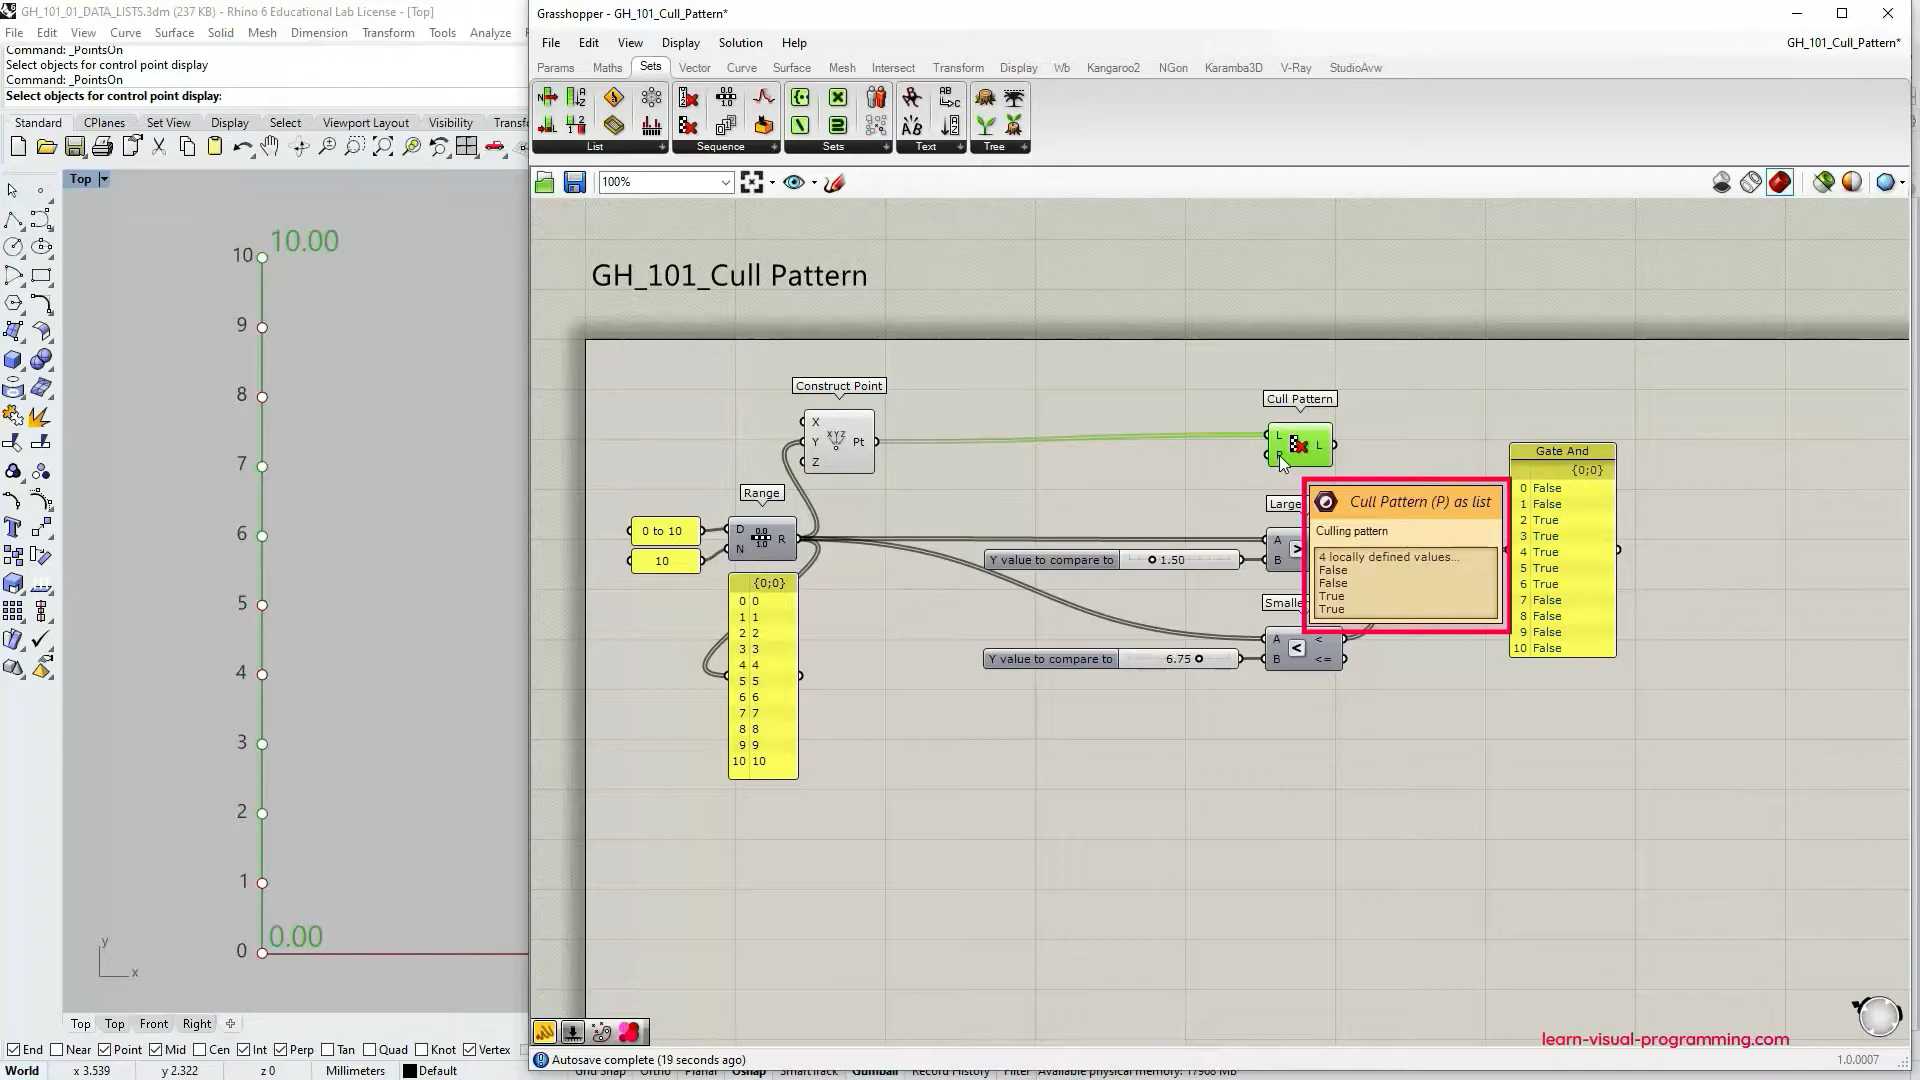 GH_101_01_DATA_LISTS.3dm (237 KB) - Rhino 6 Educational Lab License - [Top]
File Edit View Curve Surface Solid Mesh Dimension Transform Tools Analyze
Command: _PointsOn
Select objects for control point display
Command: _PointsOn
Select objects for control point display:
Standard CPlanes Set View Display Select Viewport Layout Visibility
Top
10 10.00
9
8
7
6
5
4
3
2
1
0 0.00
y
x
Top Top Front Right
End Near Point Mid Cen Int Perp Tan Quad Knot Vertex
World x 3.539 y 2.322 z 0 Millimeters Default
Grasshopper - GH_101_Cull_Pattern*
File Edit View Display Solution Help GH_101_Cull_Pattern*
Params Maths Sets Vector Curve Surface Mesh Intersect Transform Display Wb Kangaroo2 NGon Karamba3D V-Ray StudioAvw
List Sequence Sets Text Tree
100%
GH_101_Cull Pattern
Construct Point
X
Y Pt
Z
Range
0 to 10
10
D
N R
{0;0}
0 0
1 1
2 2
3 3
4 4
5 5
6 6
7 7
8 8
9 9
10 10
Cull Pattern
L
P L
Large
A >
B
Y value to compare to 1.50
Smalle
A < <
B <=
Y value to compare to 6.75
Cull Pattern (P) as list
Culling pattern
4 locally defined values...
False
False
True
True
Gate And
{0;0}
0 False
1 False
2 True
3 True
4 True
5 True
6 True
7 False
8 False
9 False
10 False
learn-visual-programming.com
Autosave complete (19 seconds ago) 1.0.0007